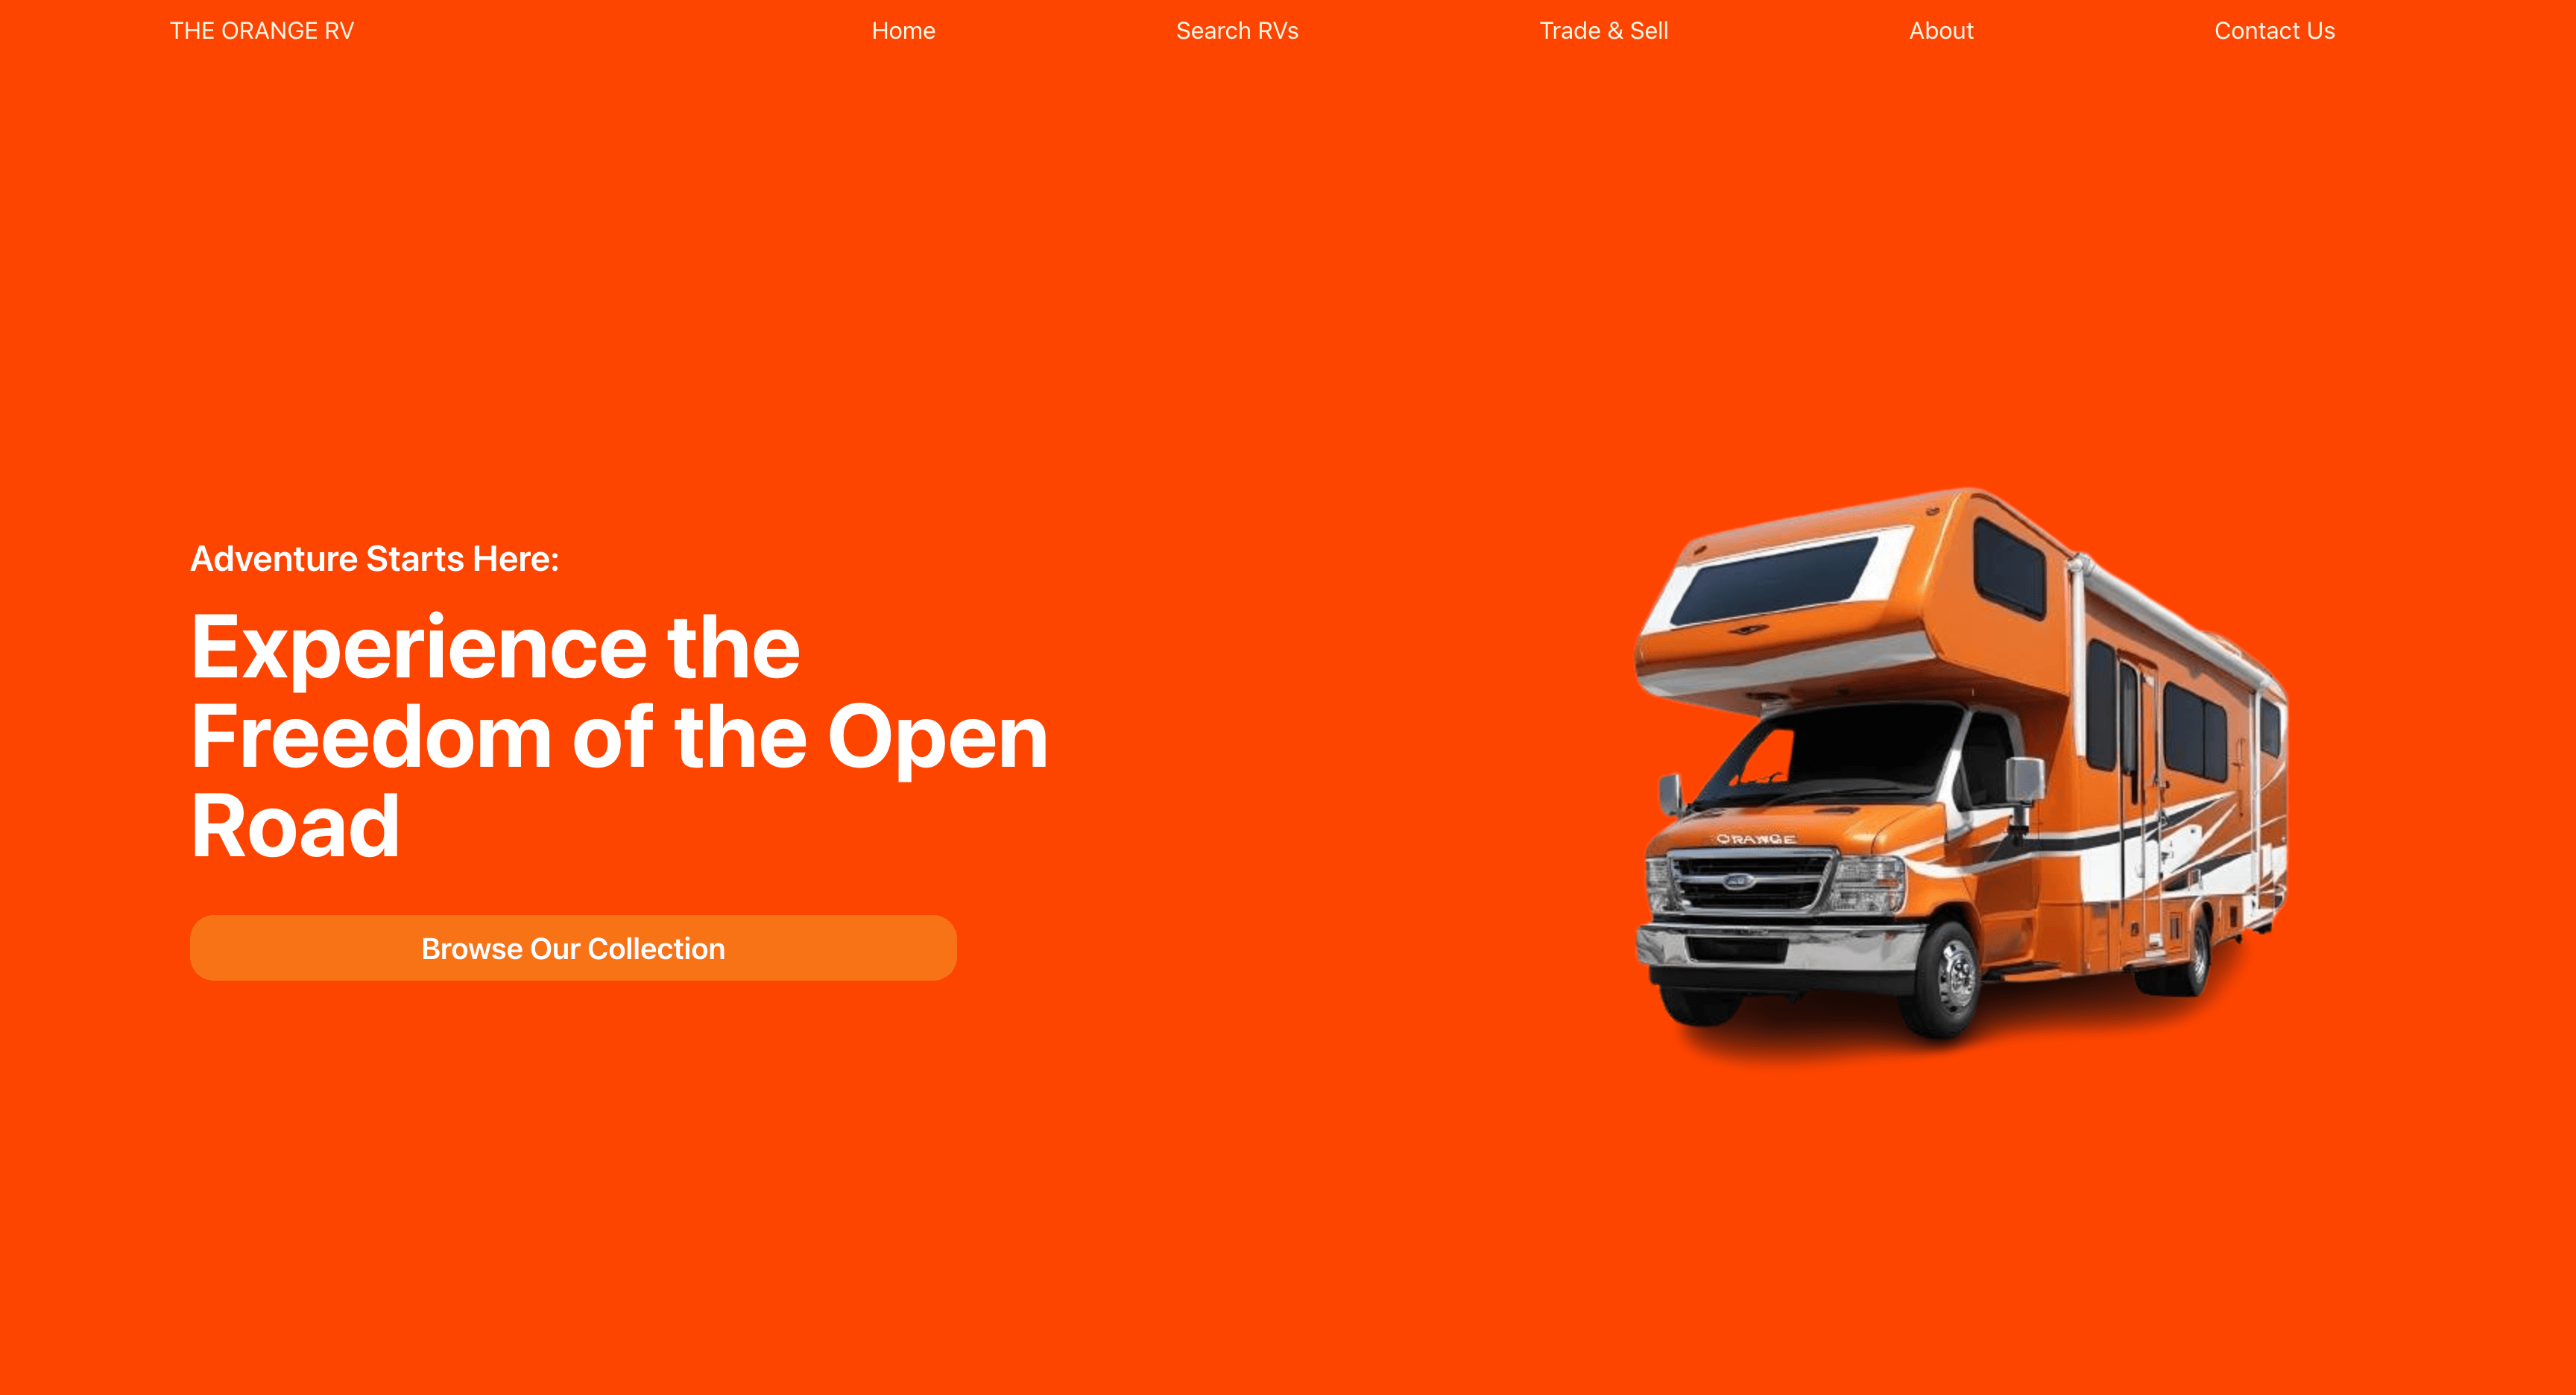 THE ORANGE RV
Home
Search RVs
Trade & Sell
About
Contact Us
Adventure Starts Here:
Experience the
Freedom of the Open
Road
Browse Our Collection
ORANGE